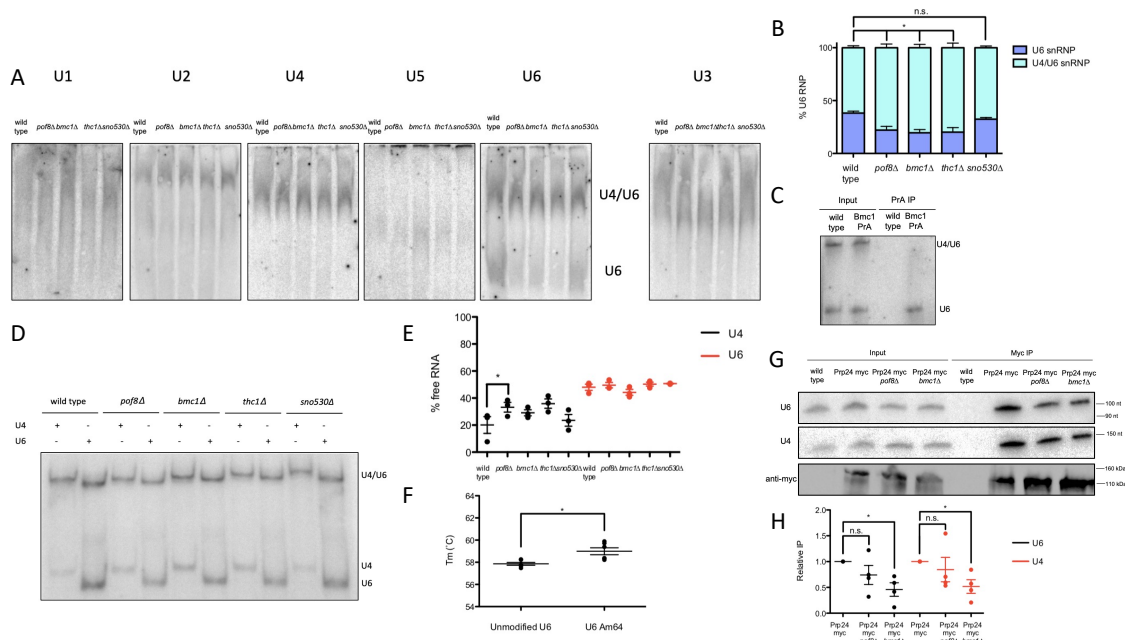 A
U1
U2
U4
U5
U6
U3
wild type pof8Δ bmc1Δ thc1Δ sno530Δ
wild type pof8Δ bmc1Δ thc1Δ sno530Δ
wild type pof8Δ bmc1Δ thc1Δ sno530Δ
wild type pof8Δ bmc1Δ thc1Δ sno530Δ
wild type pof8Δ bmc1Δ thc1Δ sno530Δ
wild type pof8Δ bmc1Δ thc1Δ sno530Δ
U4/U6
U6
B
n.s.
*
% U6 RNP
100
50
0
wild type pof8Δ bmc1Δ thc1Δ sno530Δ
U6 snRNP
U4/U6 snRNP
C
Input PrA IP
wild type Bmc1 PrA wild type Bmc1 PrA
U4/U6
U6
D
wild type pof8Δ bmc1Δ thc1Δ sno530Δ
U4 + - + - + - + - + -
U6 - + - + - + - + - +
U4/U6
U4
U6
E
% free RNA
100
80
60
40
20
0
*
wild type pof8Δ bmc1Δ thc1Δ sno530Δ wild type pof8Δ bmc1Δ thc1Δ sno530Δ
U4
U6
F
Tm (˚C)
64
62
60
58
56
54
*
Unmodified U6 U6 Am64
G
Input Myc IP
wild type Prp24 myc Prp24 myc pof8Δ Prp24 myc bmc1Δ wild type Prp24 myc Prp24 myc pof8Δ Prp24 myc bmc1Δ
U6
100 nt
90 nt
U4
150 nt
anti-myc
160 kDa
110 kDa
H
Relative IP
2.0
1.5
1.0
0.5
0.0
n.s.
*
n.s.
*
Prp24 myc Prp24 myc pof8Δ Prp24 myc bmc1Δ Prp24 myc Prp24 myc pof8Δ Prp24 myc bmc1Δ
U6
U4